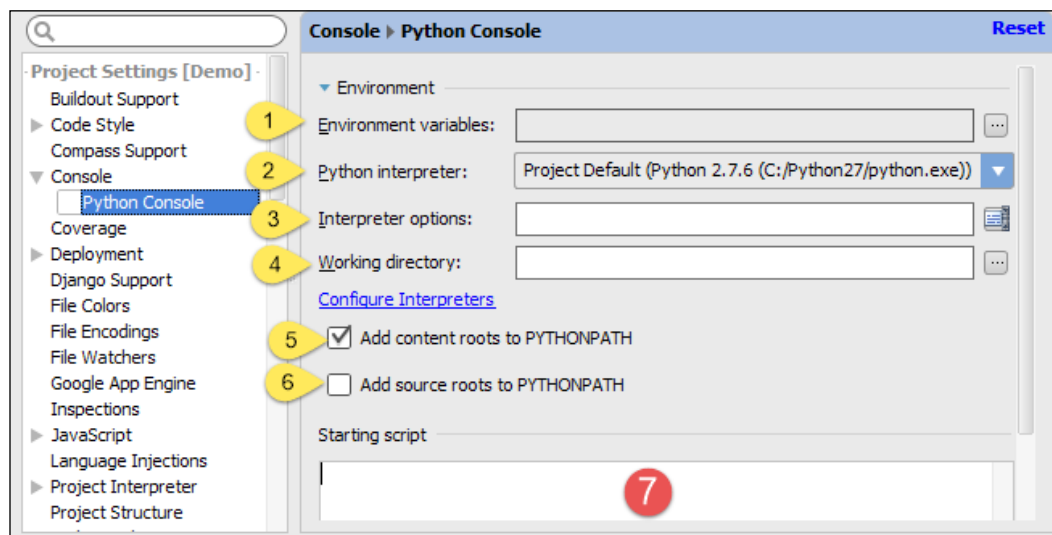 Project Settings [Demo]
Buildout Support
Code Style
Compass Support
Console
Python Console
Coverage
Deployment
Django Support
File Colors
File Encodings
File Watchers
Google App Engine
Inspections
JavaScript
Language Injections
Project Interpreter
Project Structure
Console Python Console
Reset
Environment
1 Environment variables: ...
2 Python interpreter: Project Default (Python 2.7.6 (C:/Python27/python.exe))
3 Interpreter options:
4 Working directory: ...
Configure Interpreters
5 Add content roots to PYTHONPATH
6 Add source roots to PYTHONPATH
Starting script
7